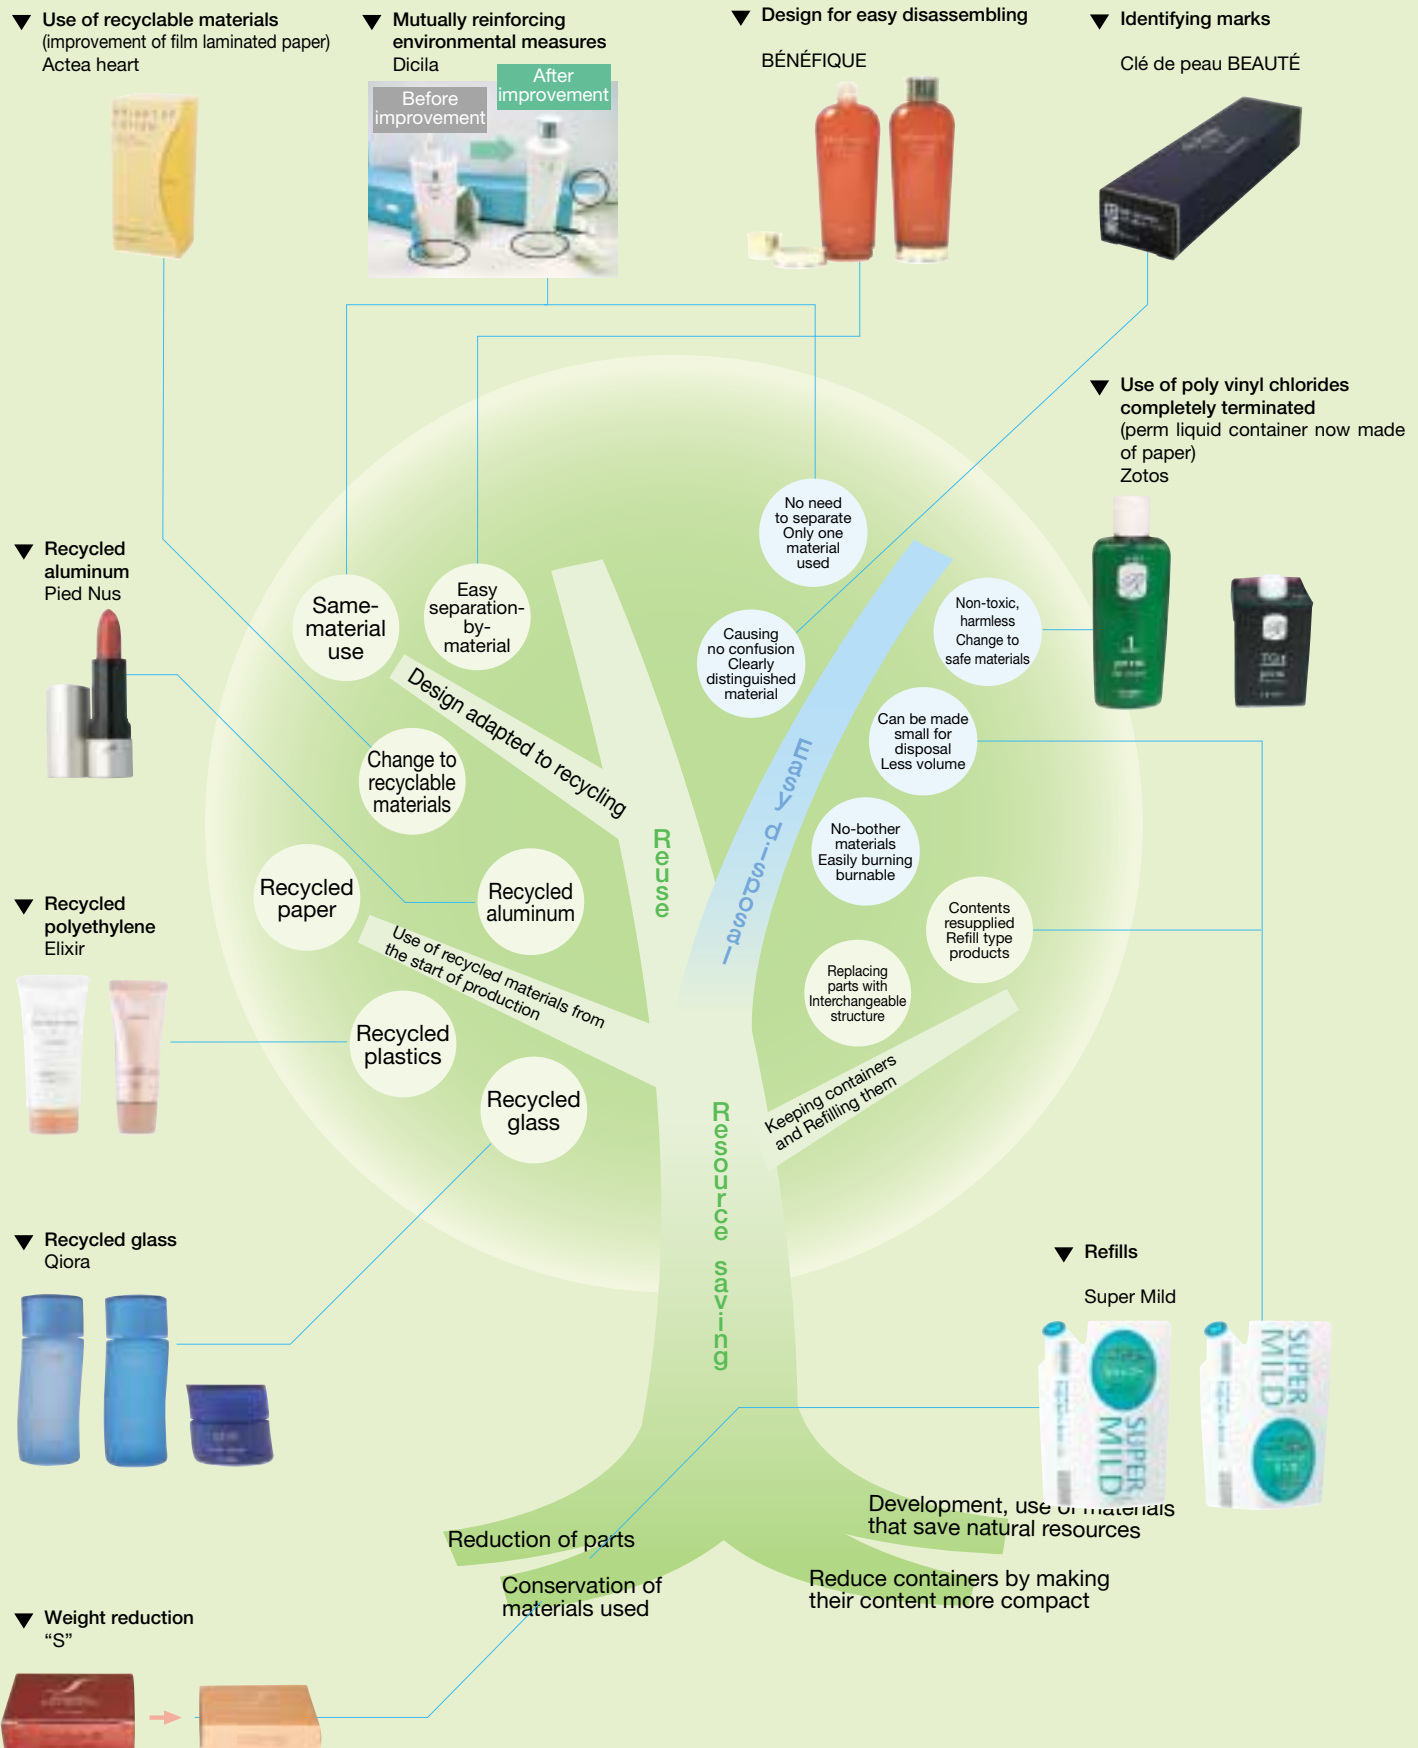 Use of recyclable materials
(improvement of film laminated paper)
Actea heart
Mutually reinforcing
environmental measures
Dicila
Before
improvement
After
improvement
Design for easy disassembling
BÉNÉFIQUE
Identifying marks
Clé de peau BEAUTÉ
Use of poly vinyl chlorides
completely terminated
(perm liquid container now made
of paper)
Zotos
1
Recycled
aluminum
Pied Nus
Recycled
polyethylene
Elixir
Recycled glass
Qiora
Weight reduction
“S”
Refills
Super Mild
SUPER
MILD
SUPER
MILD
No need
to separate
Only one
material
used
Same-
material
use
Easy
separation-
by-
material
Causing
no confusion
Clearly
distinguished
material
Non-toxic,
harmless
Change to
safe materials
Design adapted to recycling
Change to
recyclable
materials
Can be made
small for
disposal
Less volume
No-bother
materials
Easily burning
burnable
Easy disposal
Reuse
Recycled
paper
Recycled
aluminum
Use of recycled materials from
the start of production
Contents
resupplied
Refill type
products
Replacing
parts with
Interchangeable
structure
Recycled
plastics
Recycled
glass
Keeping containers
and Refilling them
Resource saving
Reduction of parts
Conservation of
materials used
Development, use of materials
that save natural resources
Reduce containers by making
their content more compact